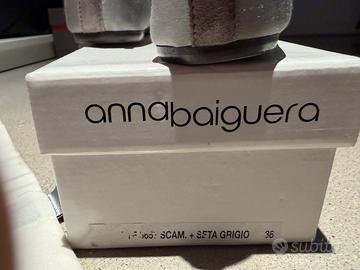 annabaiguera
SCAM. + SETA GRIGIO 36
subito